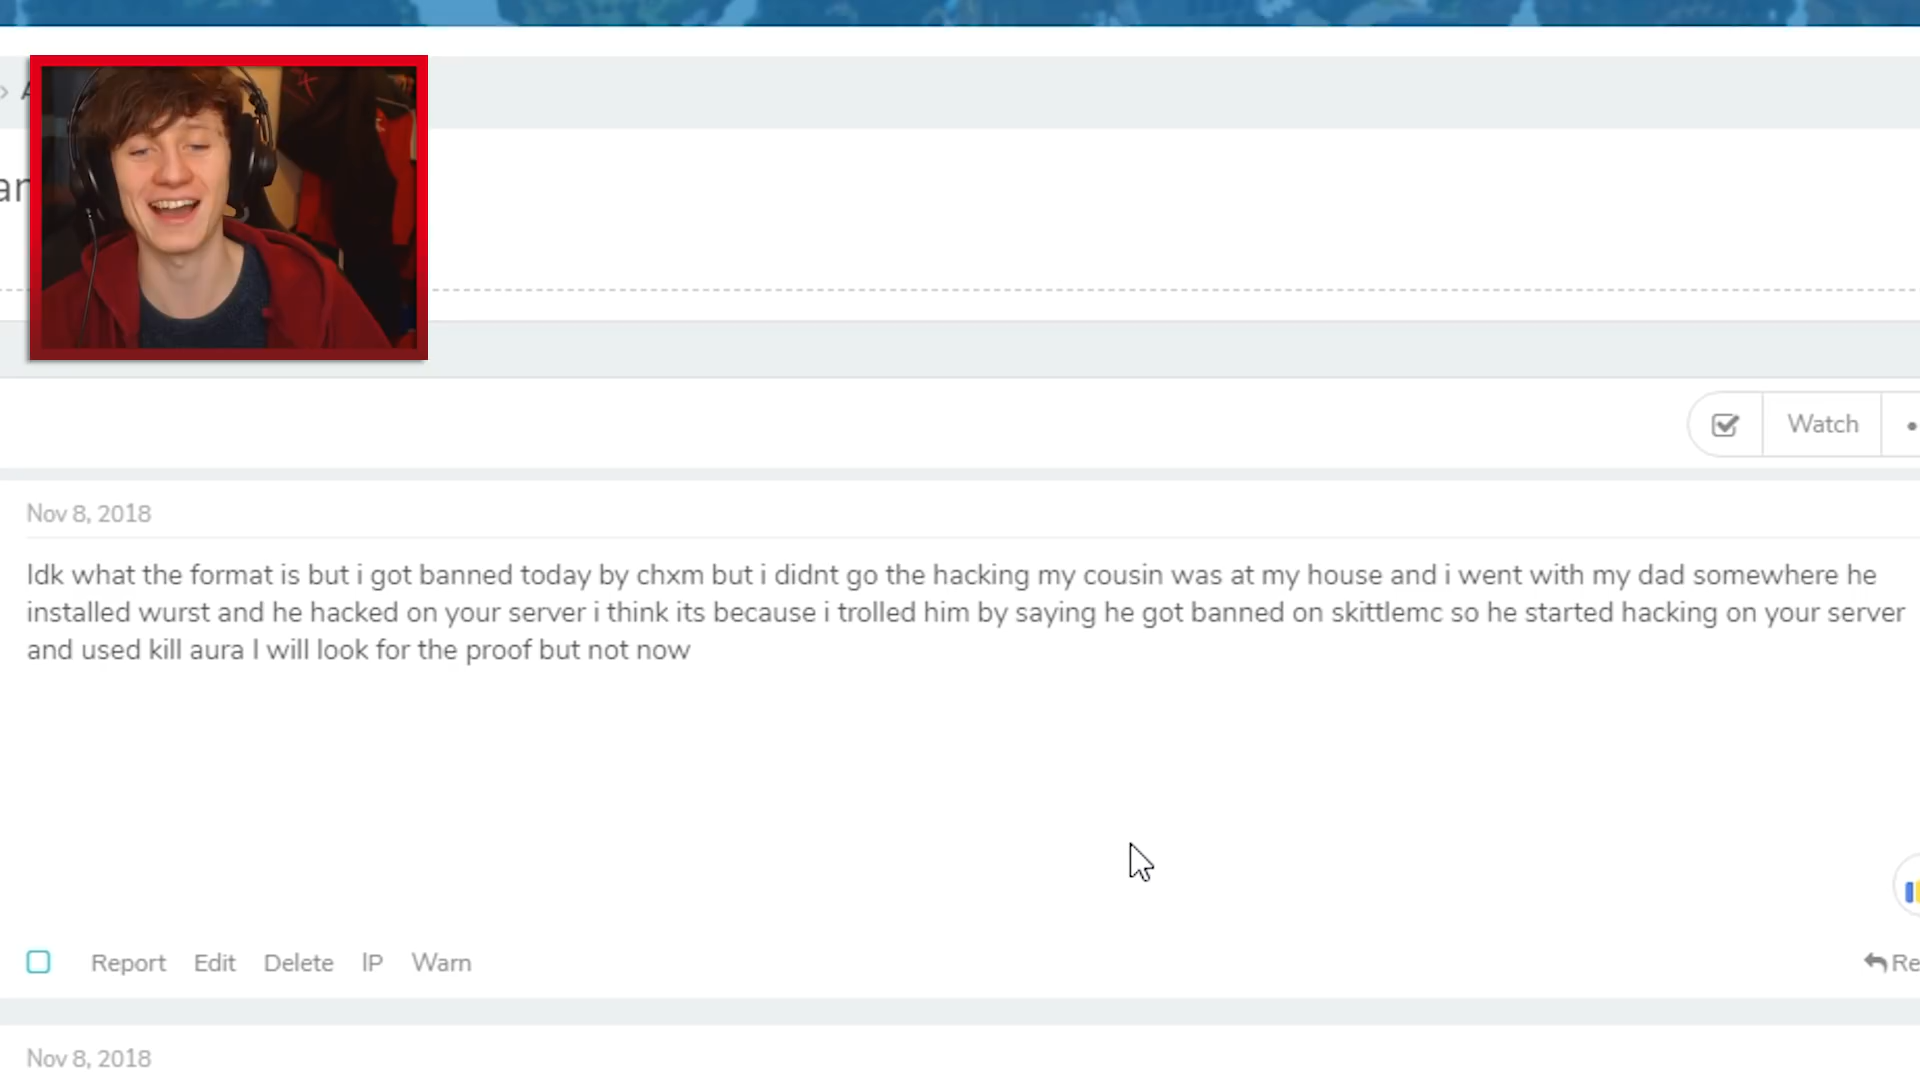 Watch
Nov 8, 2018
Idk what the format is but i got banned today by chxm but i didnt go the hacking my cousin was at my house and i went with my dad somewhere he
installed wurst and he hacked on your server i think its because i trolled him by saying he got banned on skittlemc so he started hacking on your server
and used kill aura I will look for the proof but not now
Report Edit Delete IP Warn
Nov 8, 2018